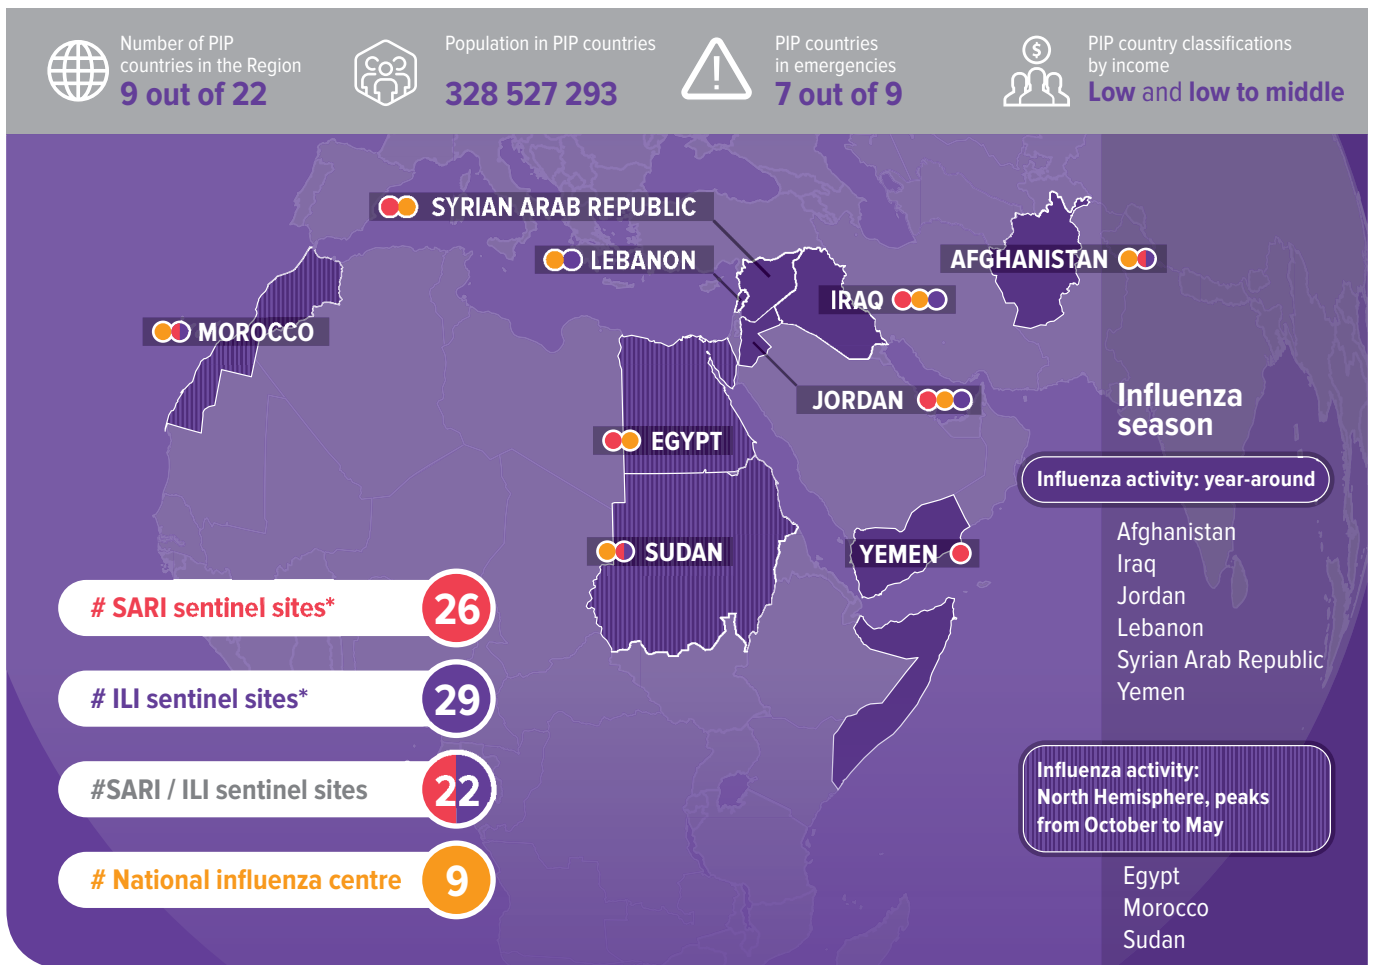 Number of PIP
countries in the Region
9 out of 22
Population in PIP countries
328 527 293
PIP countries
in emergencies
7 out of 9
$
PIP country classifications
by income
Low and low to middle
SYRIAN ARAB REPUBLIC
LEBANON
AFGHANISTAN
IRAQ
MOROCCO
JORDAN
EGYPT
SUDAN
YEMEN
# SARI sentinel sites*
26
# ILI sentinel sites*
29
#SARI / ILI sentinel sites
22
# National influenza centre
9
Influenza
season
Influenza activity: year-around
Afghanistan
Iraq
Jordan
Lebanon
Syrian Arab Republic
Yemen
Influenza activity:
North Hemisphere, peaks
from October to May
Egypt
Morocco
Sudan